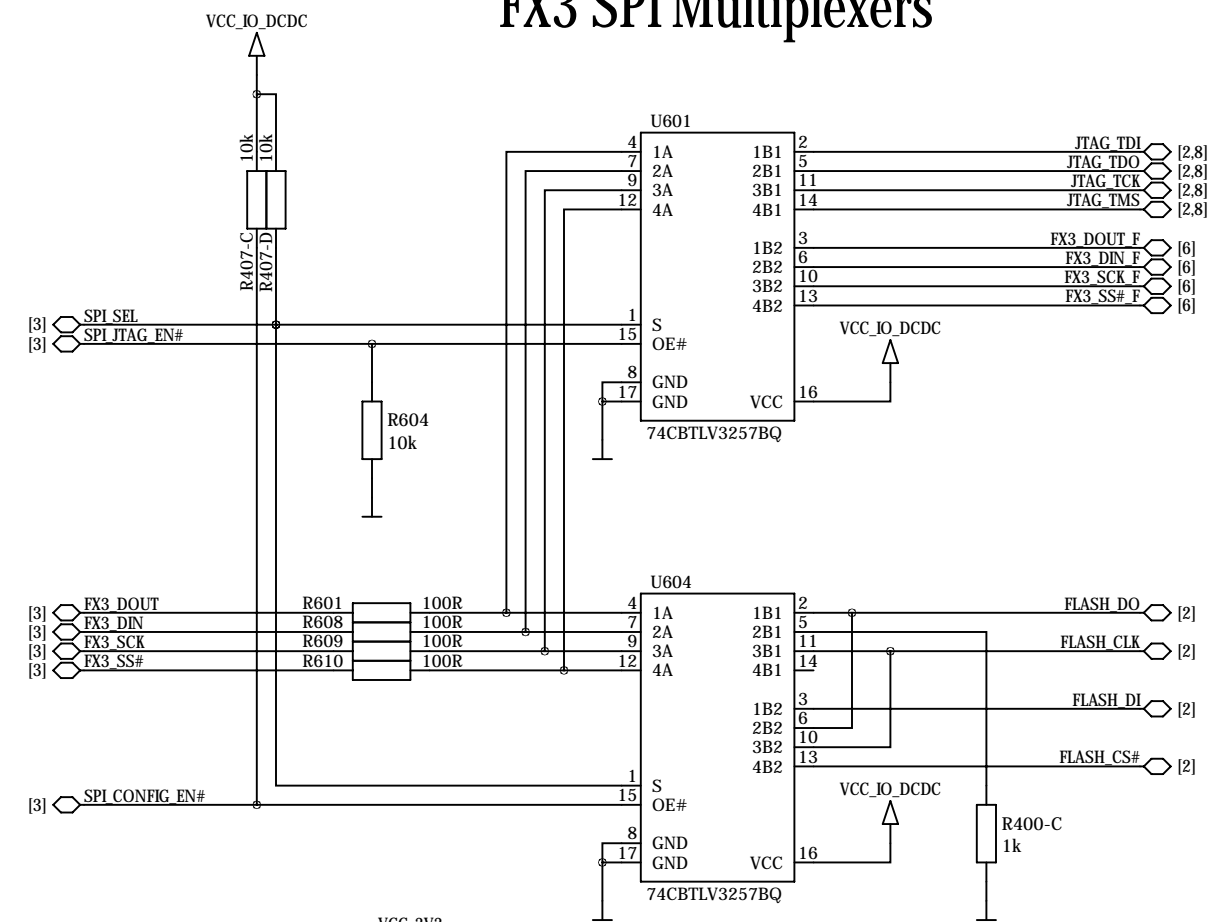 FX3 SPI Multiplexers
VCC_IO_DCDC
10k
10k
R407-C
R407-D
U601
4 1A 1B1 2 JTAG_TDI [2,8]
7 2A 2B1 5 JTAG_TDO [2,8]
9 3A 3B1 11 JTAG_TCK [2,8]
12 4A 4B1 14 JTAG_TMS [2,8]
1B2 3 FX3_DOUT_F [6]
2B2 6 FX3_DIN_F [6]
3B2 10 FX3_SCK_F [6]
4B2 13 FX3_SS#_F [6]
[3] SPI_SEL 1 S
[3] SPI_JTAG_EN# 15 OE#
VCC_IO_DCDC
8 GND
17 GND VCC 16
74CBTLV3257BQ
R604
10k
U604
[3] FX3_DOUT R601 100R 4 1A 1B1 2 FLASH_DO [2]
[3] FX3_DIN R608 100R 7 2A 2B1 5
[3] FX3_SCK R609 100R 9 3A 3B1 11 FLASH_CLK [2]
[3] FX3_SS# R610 100R 12 4A 4B1 14
1B2 3 FLASH_DI [2]
2B2 6
3B2 10
4B2 13 FLASH_CS# [2]
1 S
[3] SPI_CONFIG_EN# 15 OE#
VCC_IO_DCDC
R400-C
1k
8 GND
17 GND VCC 16
74CBTLV3257BQ